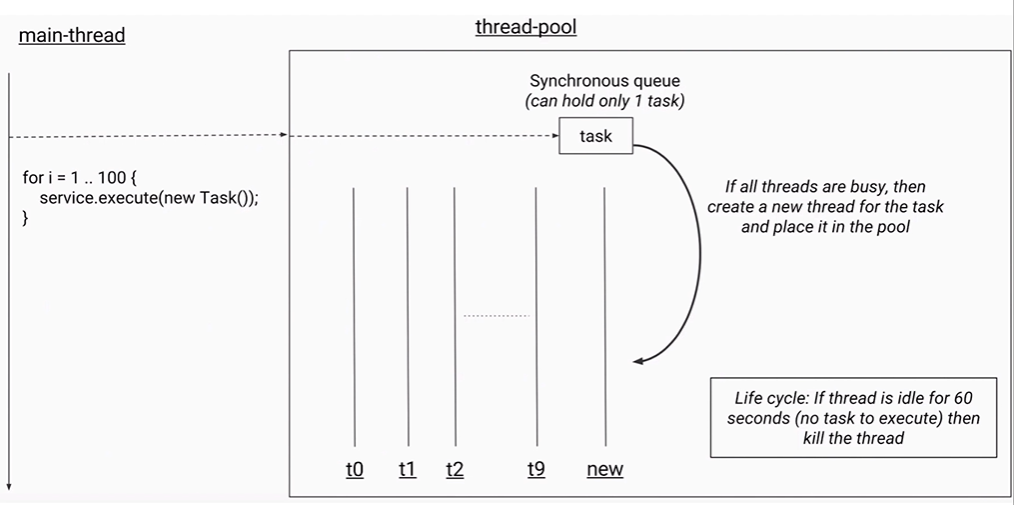 main-thread
thread-pool
Synchronous queue
(can hold only 1 task)
task
for i = 1 .. 100 {
service.execute(new Task());
}
If all threads are busy, then
create a new thread for the task
and place it in the pool
Life cycle: If thread is idle for 60
seconds (no task to execute) then
kill the thread
t0
t1
t2
t9
new